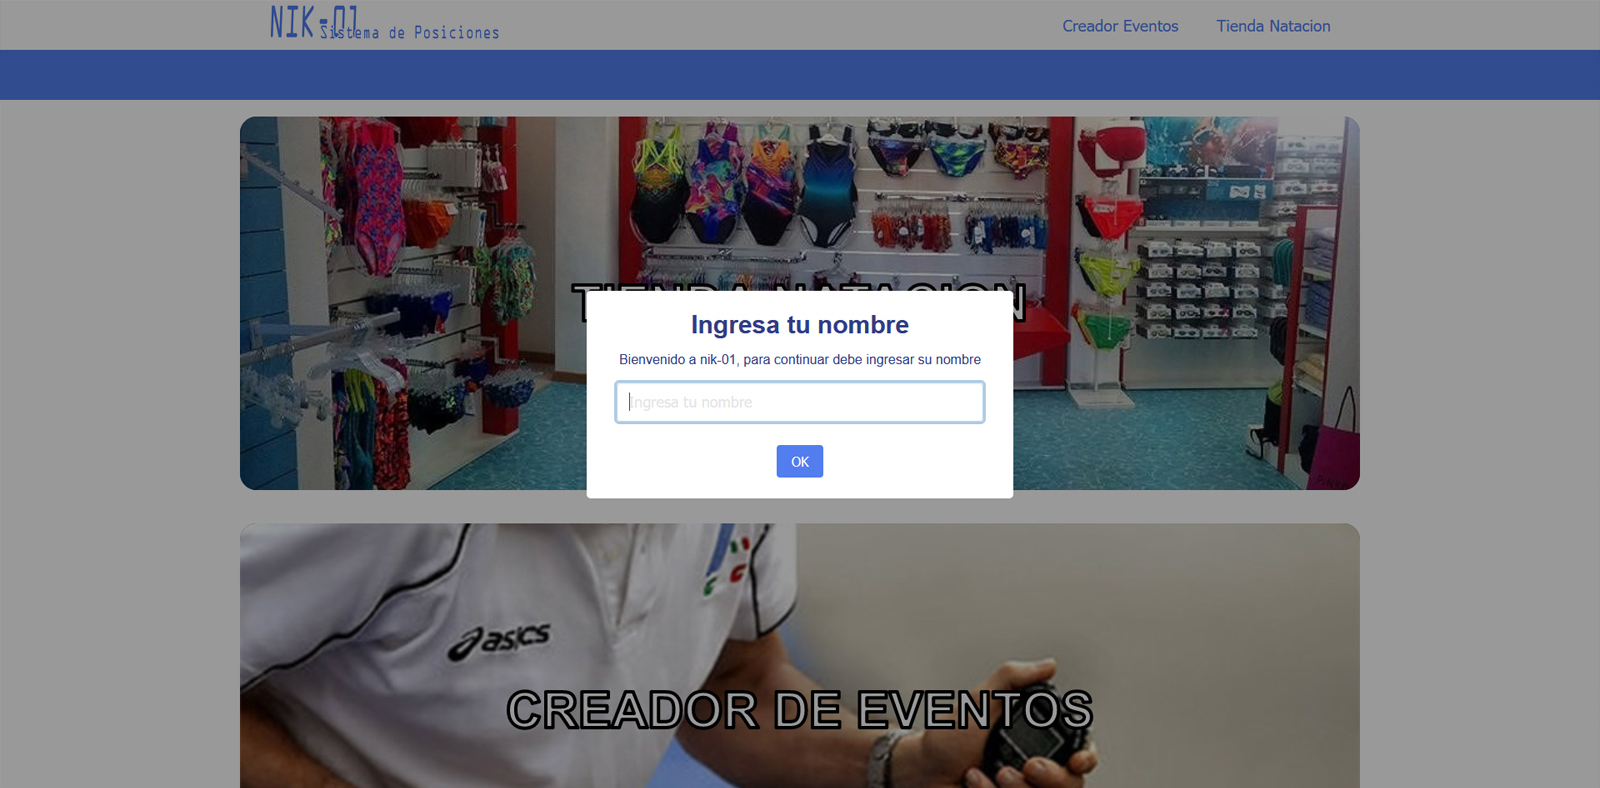 NIK-01
Sistema de Posiciones
Creador Eventos
Tienda Natacion
TIENDA NATACION
Ingresa tu nombre
Bienvenido a nik-01, para continuar debe ingresar su nombre
Ingresa tu nombre
OK
asics
CREADOR DE EVENTOS